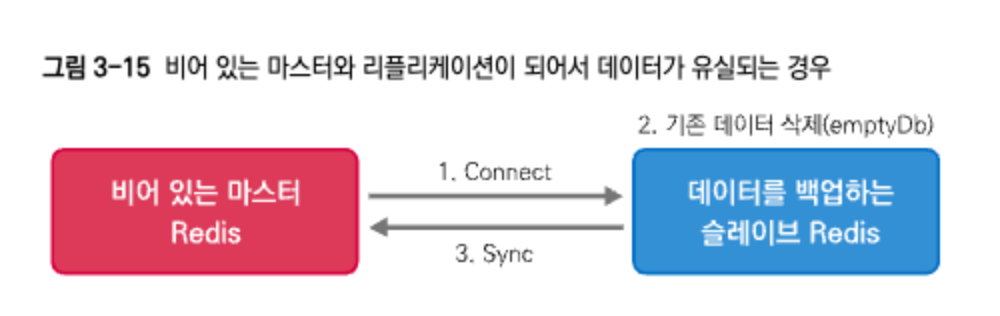 그림 3-15 비어 있는 마스터와 리플리케이션이 되어서 데이터가 유실되는 경우
2. 기존 데이터 삭제(emptyDb)
비어 있는 마스터
Redis
1. Connect
3. Sync
데이터를 백업하는
슬레이브 Redis